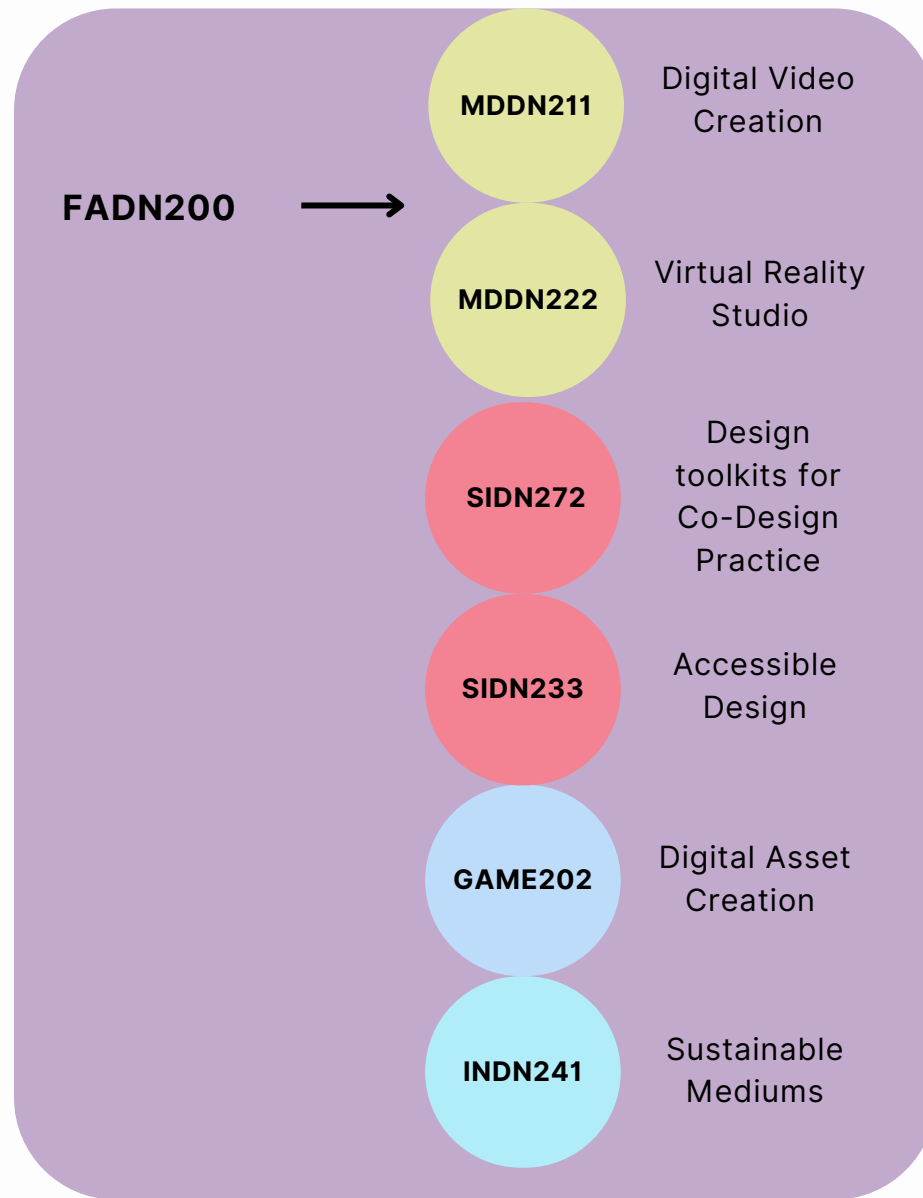 MDDN211
Digital Video
Creation
FADN200
MDDN222
Virtual Reality
Studio
SIDN272
Design
toolkits for
Co-Design
Practice
SIDN233
Accessible
Design
GAME202
Digital Asset
Creation
INDN241
Sustainable
Mediums